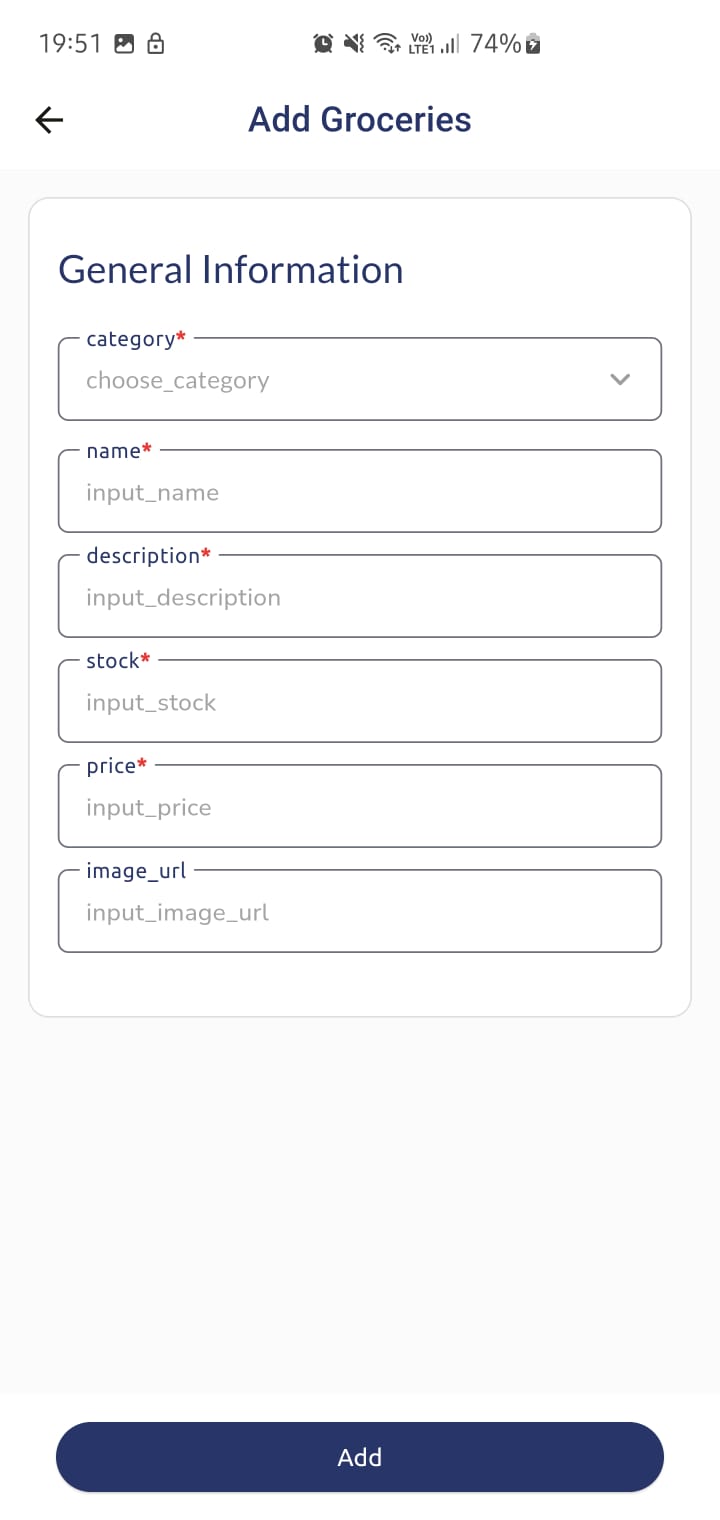 19:51 Vo)) LTE1 74%
Add Groceries
General Information
category*
choose_category
name*
input_name
description*
input_description
stock*
input_stock
price*
input_price
image_url
input_image_url
Add